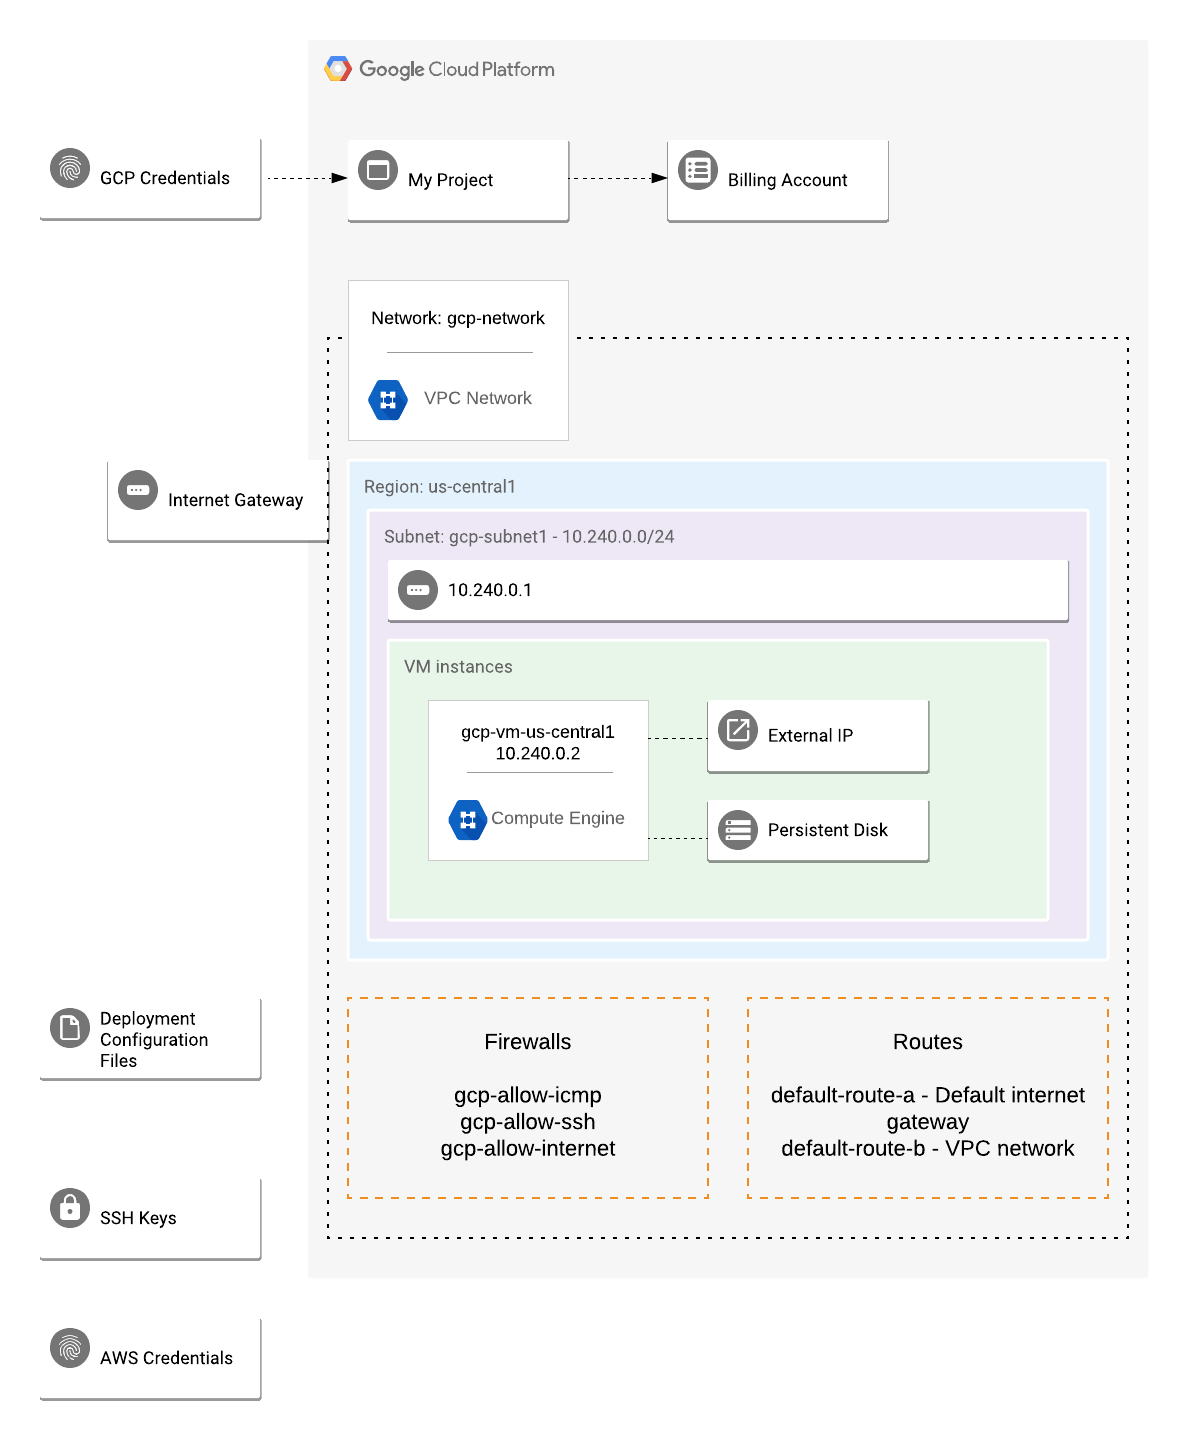 Google Cloud Platform
GCP Credentials
My Project
Billing Account
Network: gcp-network
VPC Network
Internet Gateway
Region: us-central1
Subnet: gcp-subnet1 - 10.240.0.0/24
10.240.0.1
VM instances
gcp-vm-us-central1
10.240.0.2
Compute Engine
External IP
Persistent Disk
Deployment
Configuration
Files
Firewalls
gcp-allow-icmp
gcp-allow-ssh
gcp-allow-internet
Routes
default-route-a - Default internet
gateway
default-route-b - VPC network
SSH Keys
AWS Credentials